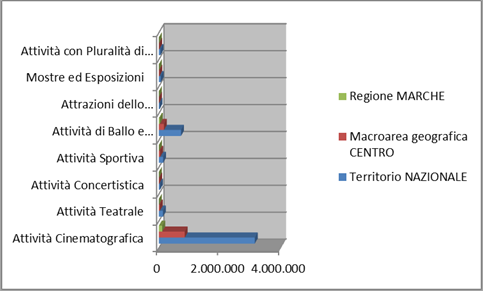 Attività con Pluralità di...
Mostre ed Esposizioni
Attrazioni dello...
Attività di Ballo e...
Attività Sportiva
Attività Concertistica
Attività Teatrale
Attività Cinematografica
0
2.000.000
4.000.000
Regione MARCHE
Macroarea geografica
CENTRO
Territorio NAZIONALE